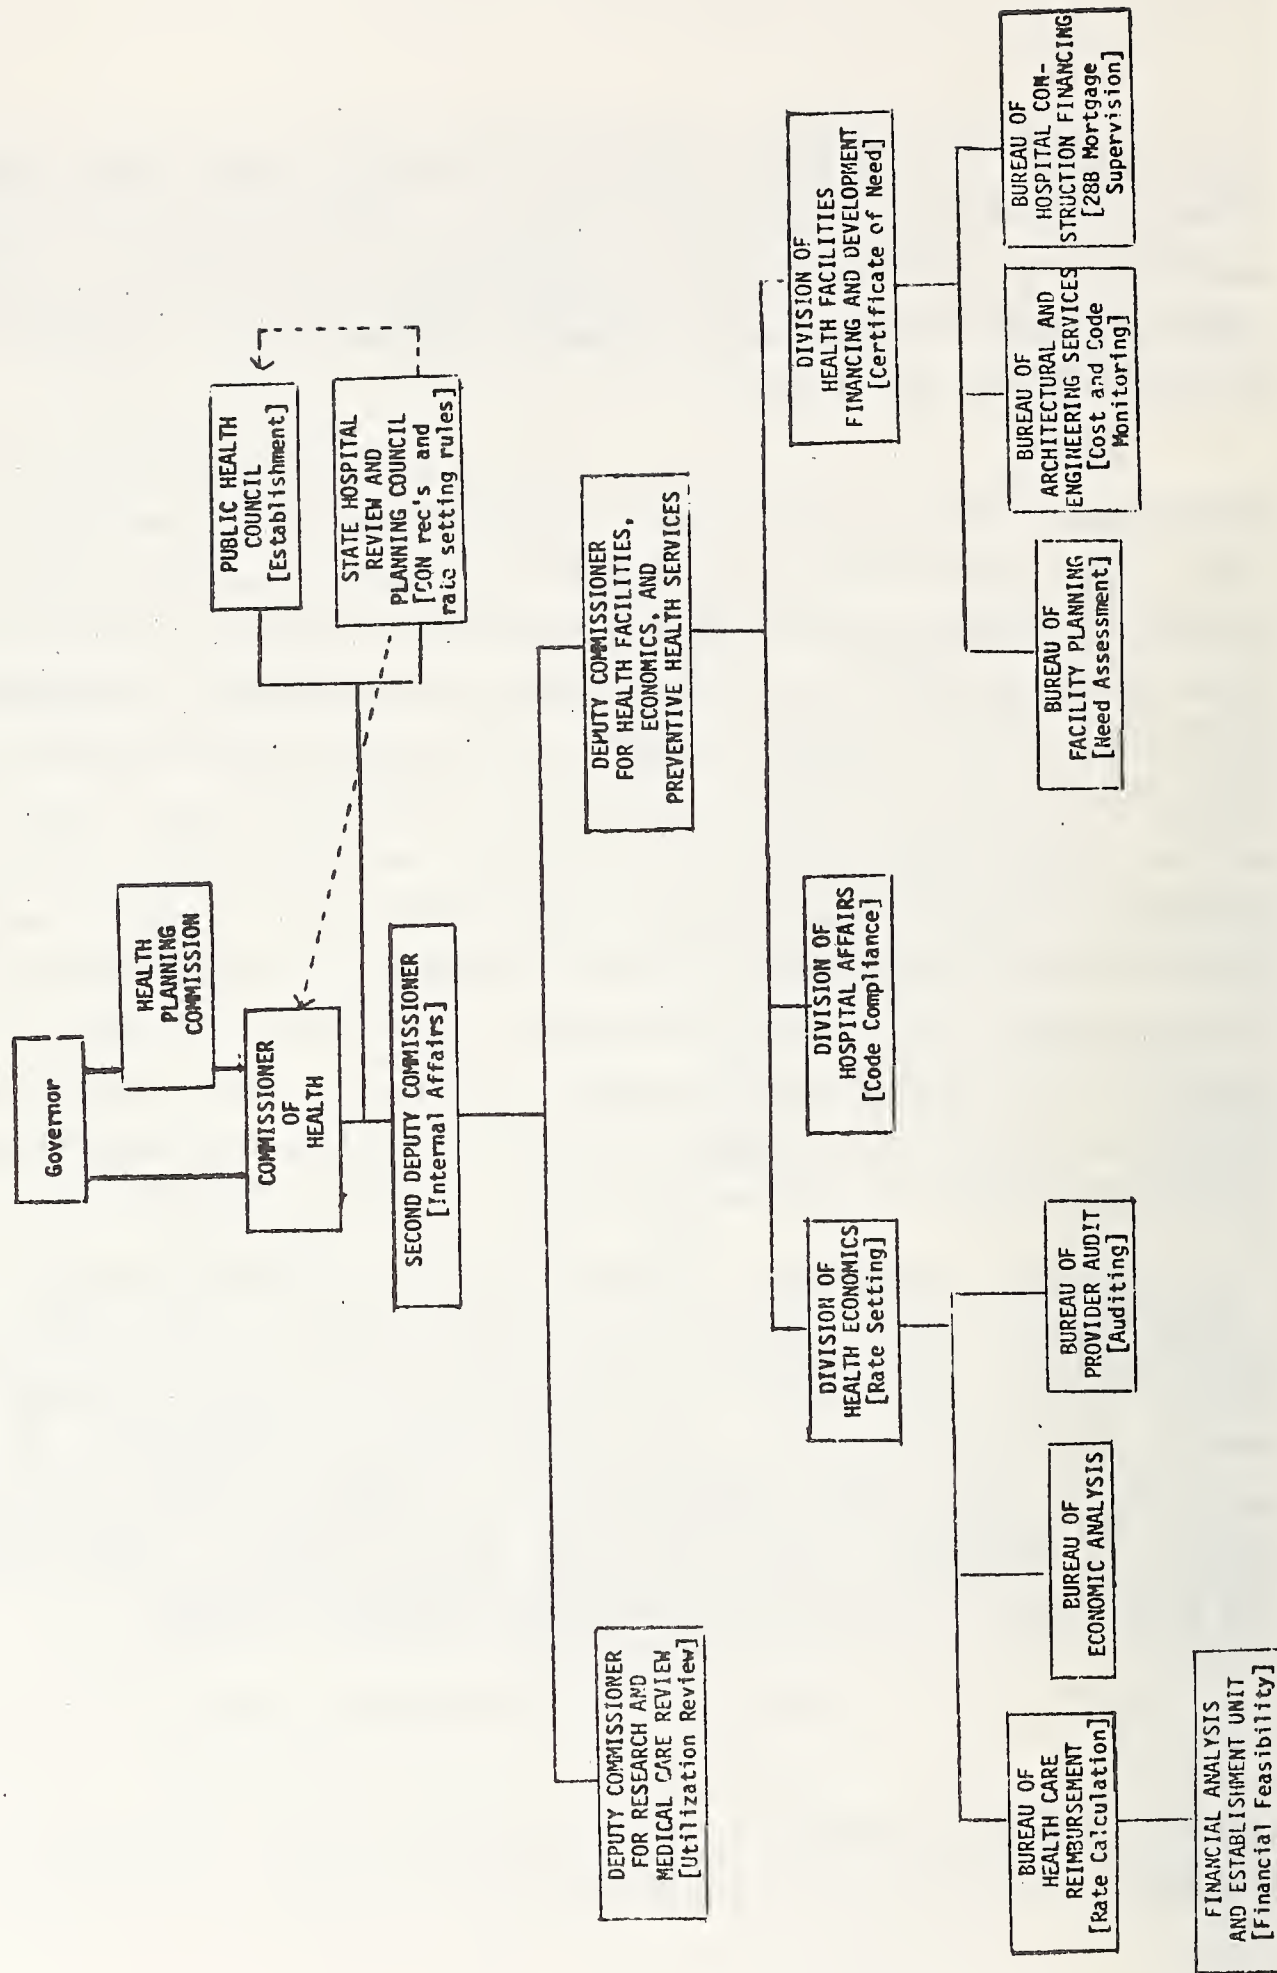 Governor
HEALTH
PLANNING
COMMISSION
COMMISSIONER
OF
HEALTH
PUBLIC HEALTH
COUNCIL
[Establishment]
STATE HOSPITAL
REVIEW AND
PLANNING COUNCIL
[CON rec's and
rate setting rules]
SECOND DEPUTY COMMISSIONER
[Internal Affairs]
DEPUTY COMMISSIONER
FOR RESEARCH AND
MEDICAL CARE REVIEW
[Utilization Review]
DEPUTY COMMISSIONER
FOR HEALTH FACILITIES,
ECONOMICS, AND
PREVENTIVE HEALTH SERVICES
DIVISION OF
HEALTH ECONOMICS
[Rate Setting]
DIVISION OF
HOSPITAL AFFAIRS
[Code Compliance]
DIVISION OF
HEALTH FACILITIES
FINANCING AND DEVELOPMENT
[Certificate of Need]
BUREAU OF
HEALTH CARE
REIMBURSEMENT
[Rate Calculation]
BUREAU OF
ECONOMIC ANALYSIS
BUREAU OF
PROVIDER AUDIT
[Auditing]
BUREAU OF
FACILITY PLANNING
[Need Assessment]
BUREAU OF
ARCHITECTURAL AND
ENGINEERING SERVICES
[Cost and Code
Monitoring]
BUREAU OF
HOSPITAL CON-
STRUCTION FINANCING
[28B Mortgage
Supervision]
FINANCIAL ANALYSIS
AND ESTABLISHMENT UNIT
[Financial Feasibility]